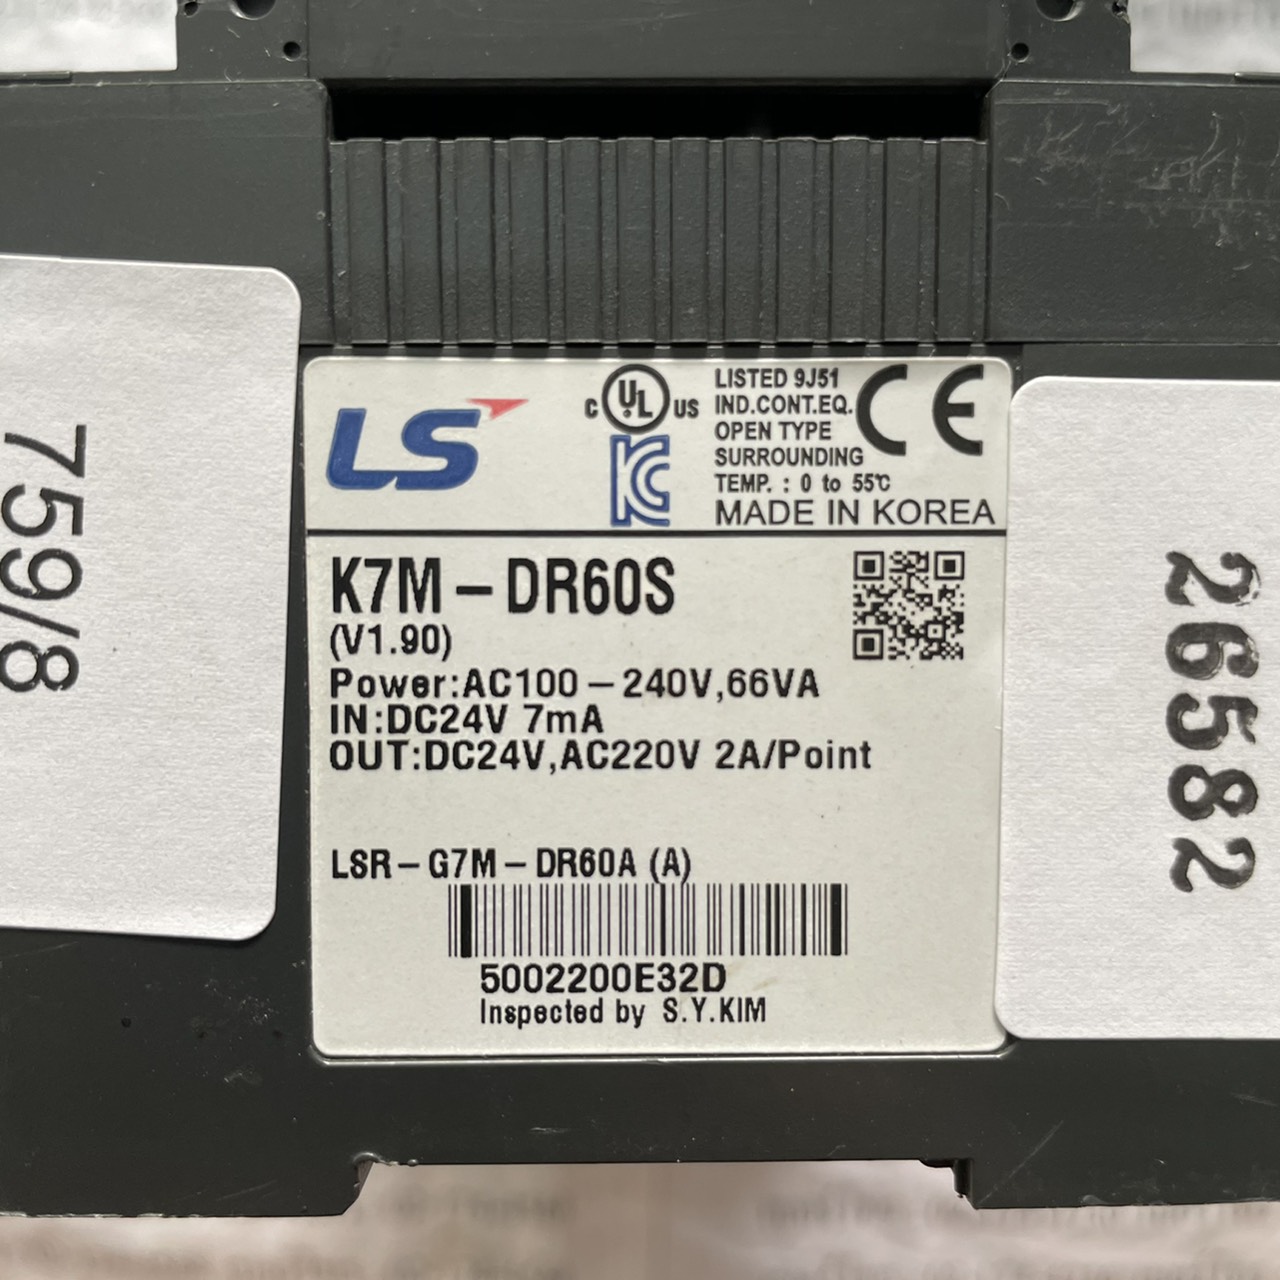 LS
C UL US
LISTED 9J51
IND.CONT.EQ.
OPEN TYPE
SURROUNDING
TEMP. : 0 to 55℃
MADE IN KOREA
CE
KC
K7M-DR60S
(V1.90)
Power:AC100-240V,66VA
IN:DC24V 7mA
OUT:DC24V,AC220V 2A/Point
LSR-G7M-DR60A (A)
5002200E32D
Inspected by S.Y.KIM
759/8
26582